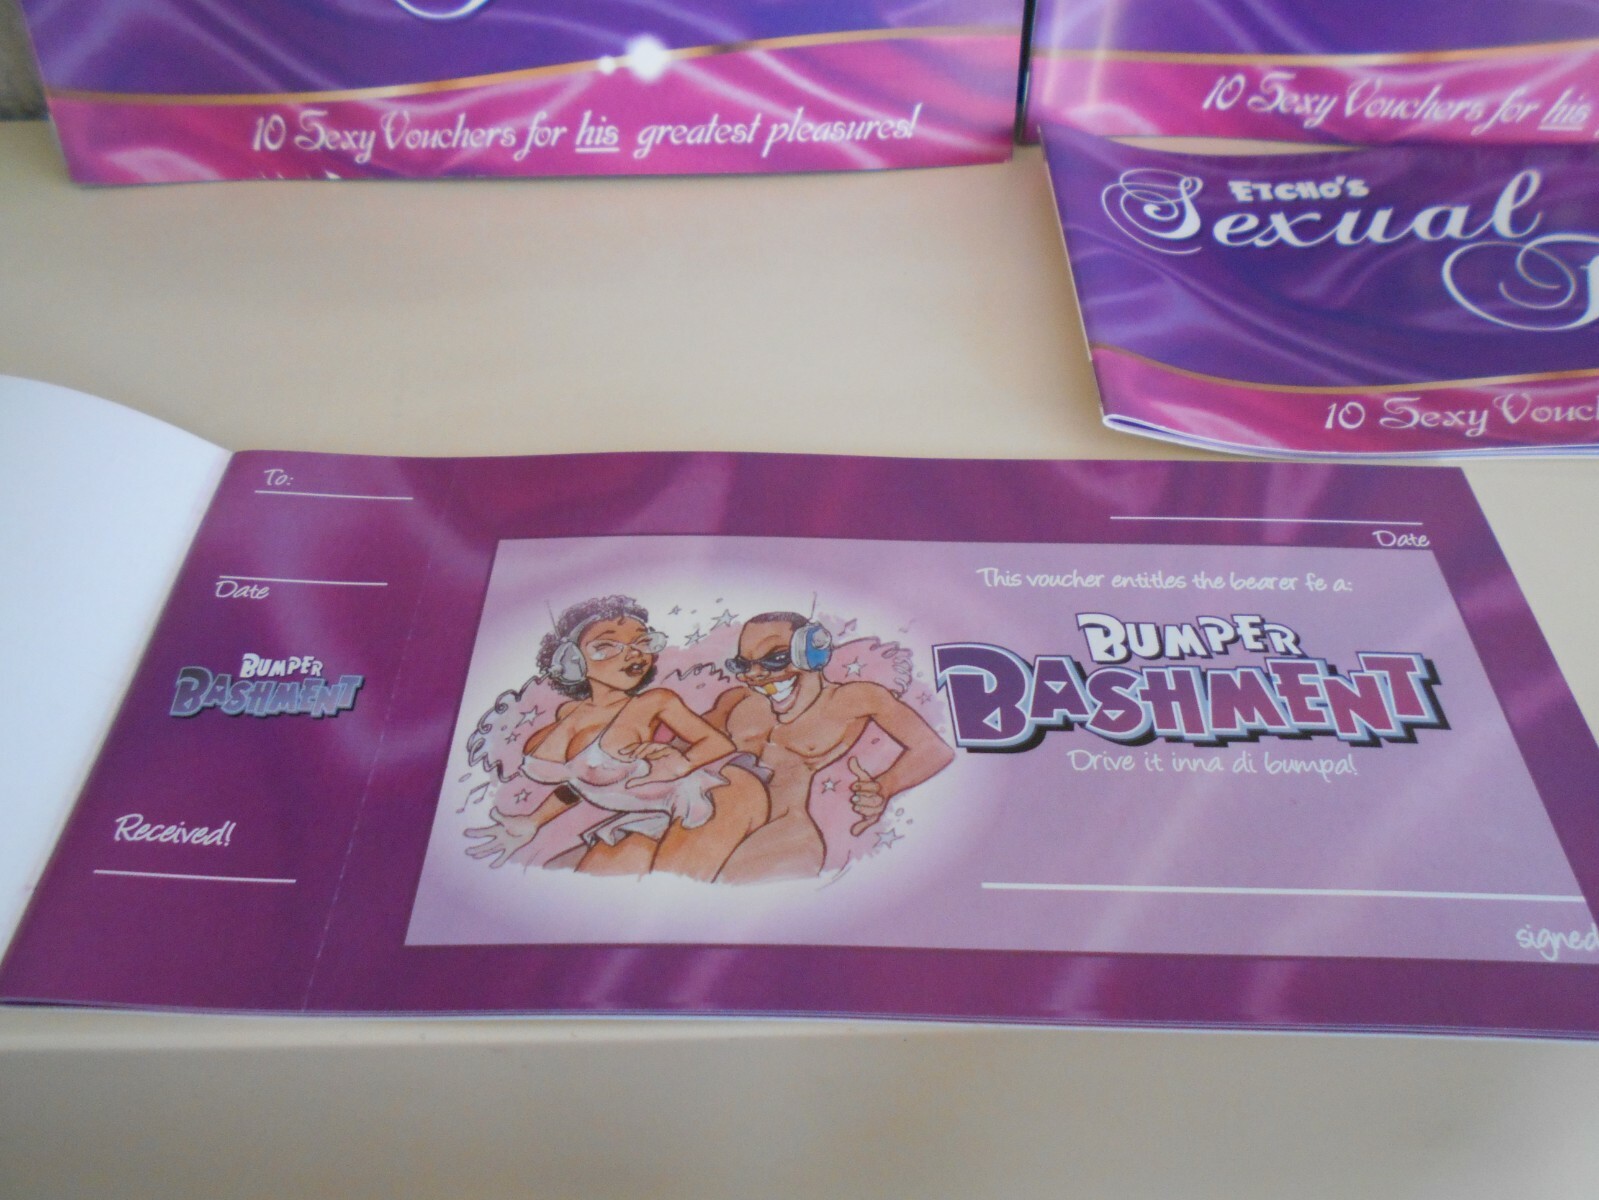 10 Sexy Vouchers for his greatest pleasures!
10 Sexy Vouchers for his
ETCHO'S
Sexual
10 Sexy
To:
Date
BUMPER
BASHMENT
Received!
Date
This voucher entitles the bearer fe a:
BUMPER
BASHMENT
Drive it inna di bumpa!
signed